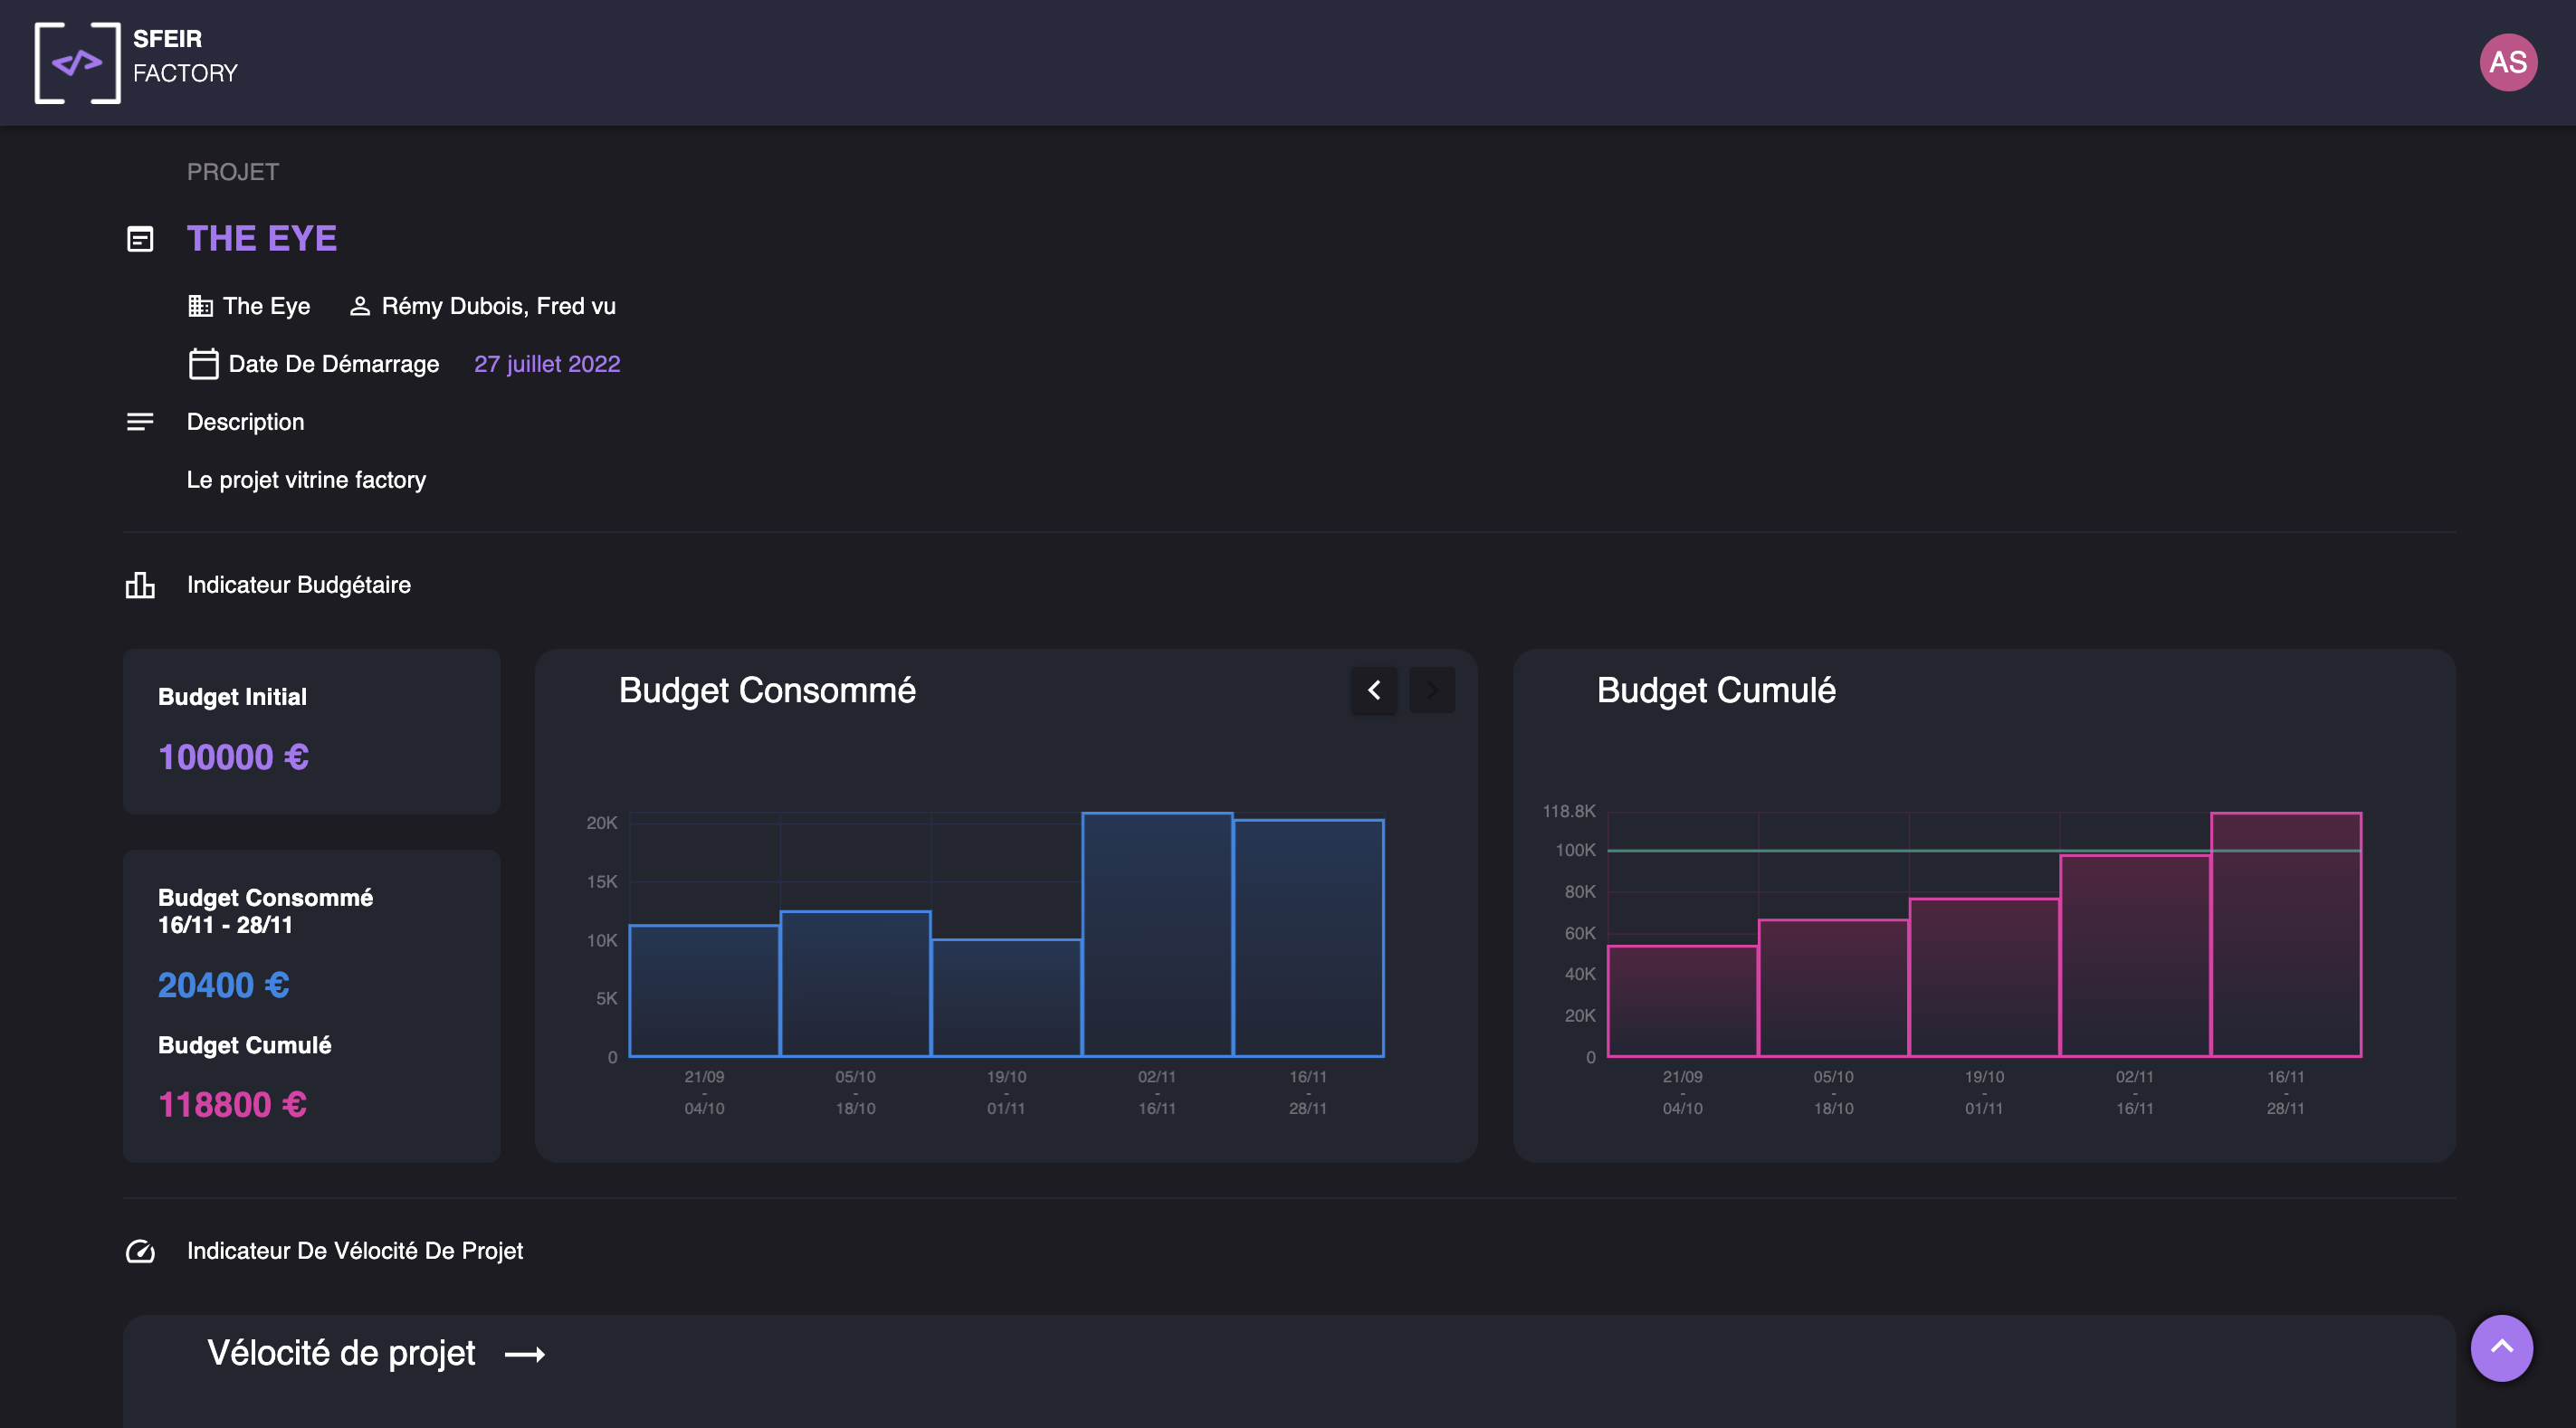 SFEIR
FACTORY
AS
PROJET
THE EYE
The Eye Rémy Dubois, Fred vu
Date De Démarrage 27 juillet 2022
Description
Le projet vitrine factory
Indicateur Budgétaire
Budget Initial
100000 €
Budget Consommé
16/11 - 28/11
20400 €
Budget Cumulé
118800 €
Budget Consommé
20K
15K
10K
5K
0
21/09 - 04/10
05/10 - 18/10
19/10 - 01/11
02/11 - 16/11
16/11 - 28/11
Budget Cumulé
118.8K
100K
80K
60K
40K
20K
0
21/09 - 04/10
05/10 - 18/10
19/10 - 01/11
02/11 - 16/11
16/11 - 28/11
Indicateur De Vélocité De Projet
Vélocité de projet